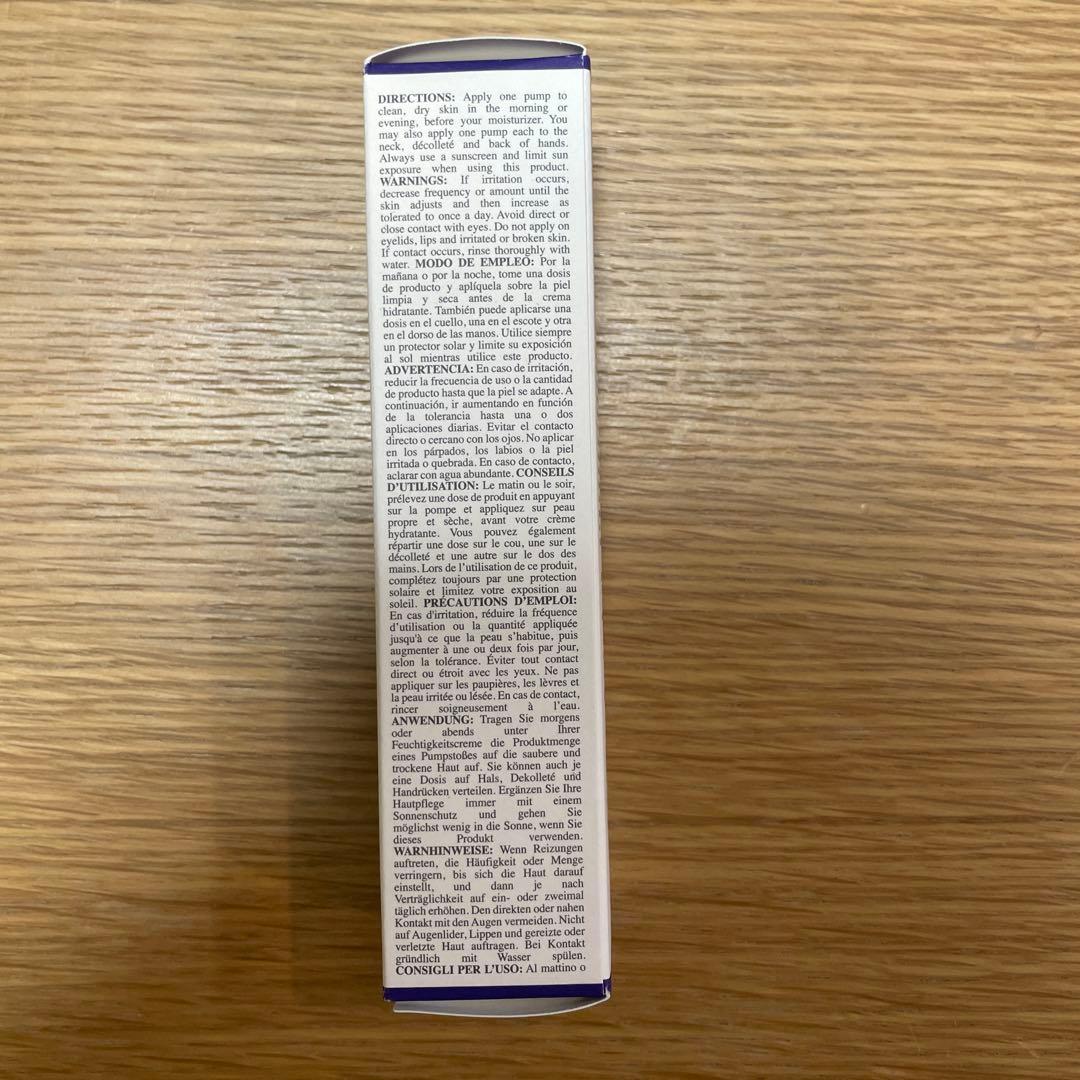 DIRECTIONS: Apply one pump to
clean, dry skin in the morning or
evening, before your moisturizer. You
may also apply one pump each to the
neck, décolleté and back of hands.
Always use a sunscreen and limit sun
exposure when using this product.
WARNINGS: If irritation occurs,
decrease frequency or amount until the
skin adjusts and then increase as
tolerated to once a day. Avoid direct or
close contact with eyes. Do not apply on
eyelids, lips and irritated or broken skin.
If contact occurs, rinse thoroughly with
water. MODO DE EMPLEO: Por la
mañana o por la noche, tome una dosis
de producto y aplíquela sobre la piel
limpia y seca antes de la crema
hidratante. También puede aplicarse una
dosis en el cuello, una en el escote y otra
en el dorso de las manos. Utilice siempre
un protector solar y limite su exposición
al sol mientras utilice este producto.
ADVERTENCIA: En caso de irritación,
reducir la frecuencia de uso o la cantidad
de producto hasta que la piel se adapte. A
continuación, ir aumentando en función
de la tolerancia hasta una o dos
aplicaciones diarias. Evitar el contacto
directo o cercano con los ojos. No aplicar
en los párpados, los labios o la piel
irritada o quebrada. En caso de contacto,
aclarar con agua abundante. CONSEILS
D'UTILISATION: Le matin ou le soir,
prélevez une dose de produit en appuyant
sur la pompe et appliquez sur peau
propre et sèche, avant votre crème
hydratante. Vous pouvez également
répartir une dose sur le cou, une sur le
décolleté et une autre sur le dos des
mains. Lors de l'utilisation de ce produit,
complétez toujours par une protection
solaire et limitez votre exposition au
soleil. PRÉCAUTIONS D'EMPLOI:
En cas d'irritation, réduire la fréquence
d'utilisation ou la quantité appliquée
jusqu'à ce que la peau s'habitue, puis
augmenter à une ou deux fois par jour,
selon la tolérance. Éviter tout contact
direct ou étroit avec les yeux. Ne pas
appliquer sur les paupières, les lèvres et
la peau irritée ou lésée. En cas de contact,
rincer soigneusement à l'eau.
ANWENDUNG: Tragen Sie morgens
oder abends unter Ihrer
Feuchtigkeitscreme die Produktmenge
eines Pumpstoßes auf die saubere und
trockene Haut auf. Sie können auch je
eine Dosis auf Hals, Dekolleté und
Handrücken verteilen. Ergänzen Sie Ihre
Hautpflege immer mit einem
Sonnenschutz und gehen Sie
möglichst wenig in die Sonne, wenn Sie
dieses Produkt verwenden.
WARNHINWEISE: Wenn Reizungen
auftreten, die Häufigkeit oder Menge
verringern, bis sich die Haut darauf
einstellt, und dann je nach
Verträglichkeit auf ein- oder zweimal
täglich erhöhen. Den direkten oder nahen
Kontakt mit den Augen vermeiden. Nicht
auf Augenlider, Lippen und gereizte oder
verletzte Haut auftragen. Bei Kontakt
gründlich mit Wasser spülen.
CONSIGLI PER L'USO: Al mattino o